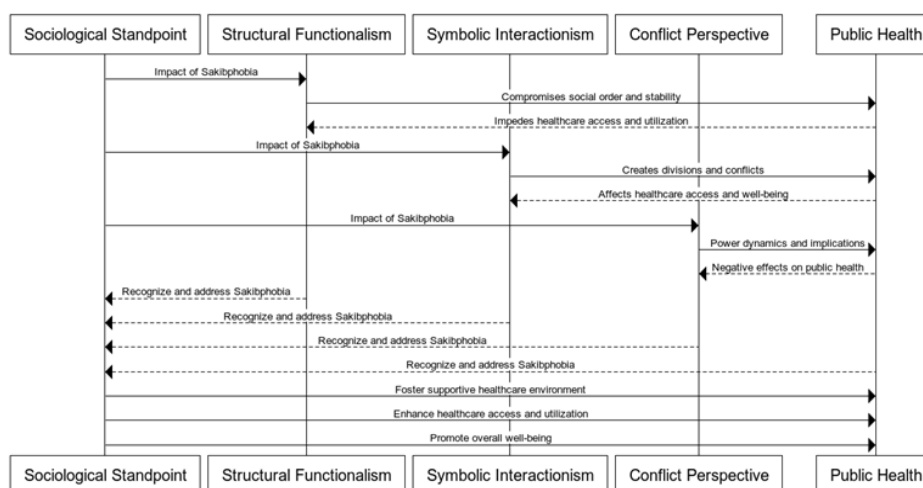 Sociological Standpoint
Structural Functionalism
Symbolic Interactionism
Conflict Perspective
Public Health
Impact of Sakibphobia
Compromises social order and stability
Impedes healthcare access and utilization
Impact of Sakibphobia
Creates divisions and conflicts
Affects healthcare access and well-being
Impact of Sakibphobia
Power dynamics and implications
Negative effects on public health
Recognize and address Sakibphobia
Recognize and address Sakibphobia
Recognize and address Sakibphobia
Recognize and address Sakibphobia
Foster supportive healthcare environment
Enhance healthcare access and utilization
Promote overall well-being
Sociological Standpoint
Structural Functionalism
Symbolic Interactionism
Conflict Perspective
Public Health